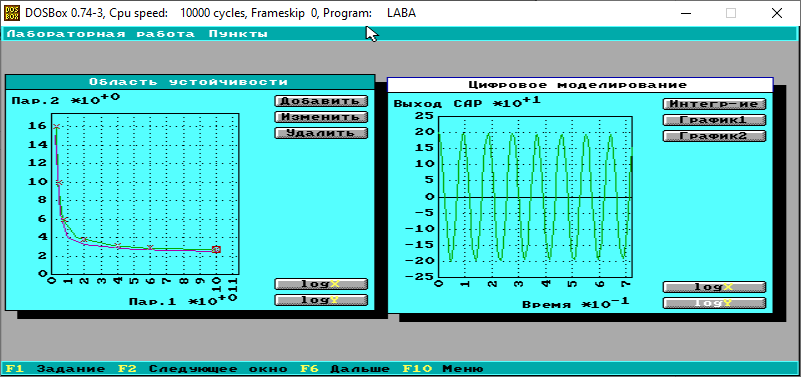 DOSBox 0.74-3, Cpu speed: 10000 cycles, Frameskip 0, Program: LABA
Лабораторная работа Пункты
Область устойчивости
Пар.2 *10+0
Добавить
Изменить
Удалить
16
14
12
10
8
6
4
2
0
0 1 2 3 4 5 6 7 8 9 10 11
Пар.1 *10+0
logX
logY
Цифровое моделирование
Выход САР *10+1
Интегр-ие
График1
График2
25
20
15
10
5
0
-5
-10
-15
-20
-25
0 1 2 3 4 5 6 7
Время *10-1
logX
logY
F1 Задание F2 Следующее окно F6 Дальше F10 Меню